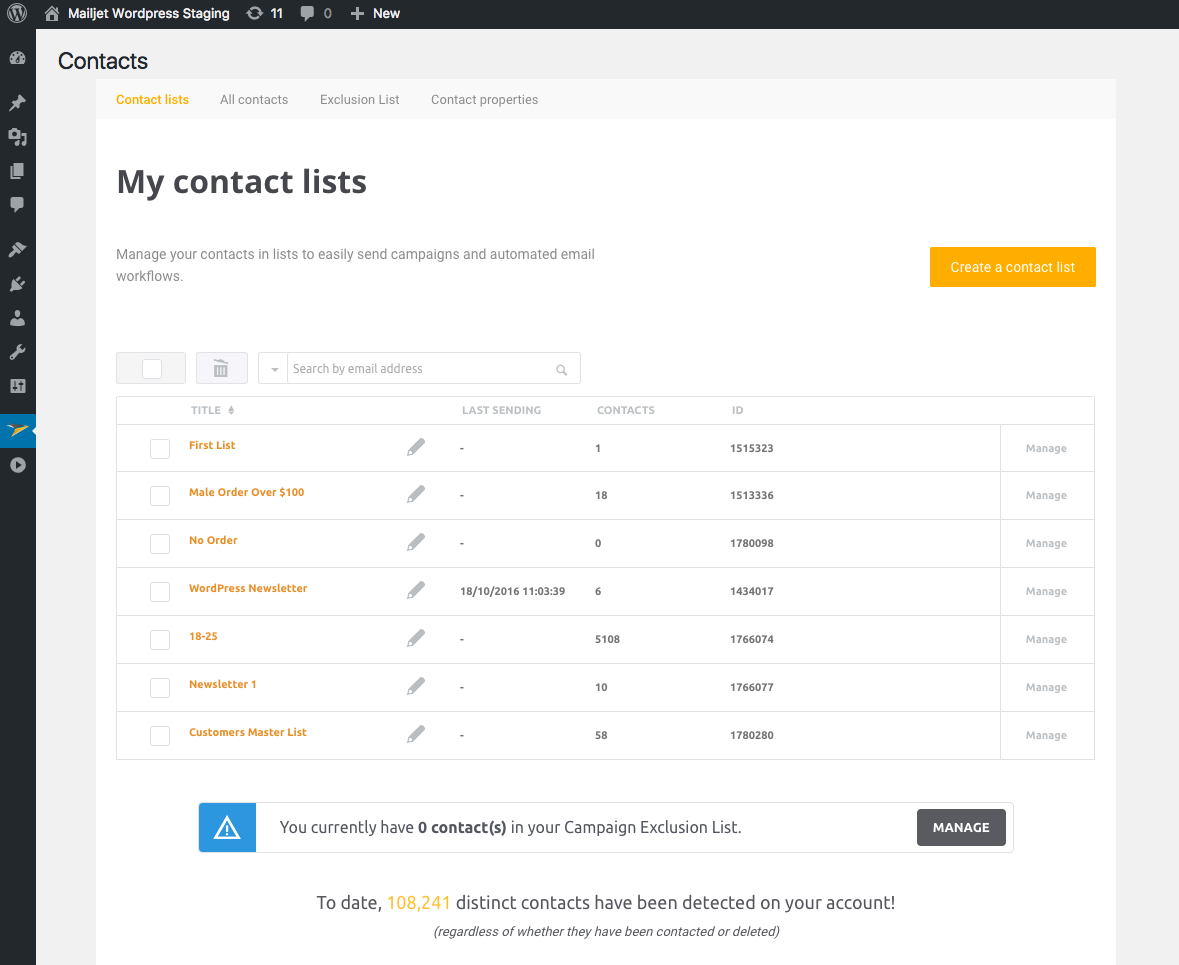 Mailjet Wordpress Staging 11 0 New
Contacts
Contact lists All contacts Exclusion List Contact properties
My contact lists
Manage your contacts in lists to easily send campaigns and automated email
workflows.
Create a contact list
Search by email address
TITLE LAST SENDING CONTACTS ID
First List - 1 1515323 Manage
Male Order Over $100 - 18 1513336 Manage
No Order - 0 1780098 Manage
WordPress Newsletter 18/10/2016 11:03:39 6 1434017 Manage
18-25 - 5108 1766074 Manage
Newsletter 1 - 10 1766077 Manage
Customers Master List - 58 1780280 Manage
You currently have 0 contact(s) in your Campaign Exclusion List. MANAGE
To date, 108,241 distinct contacts have been detected on your account!
(regardless of whether they have been contacted or deleted)